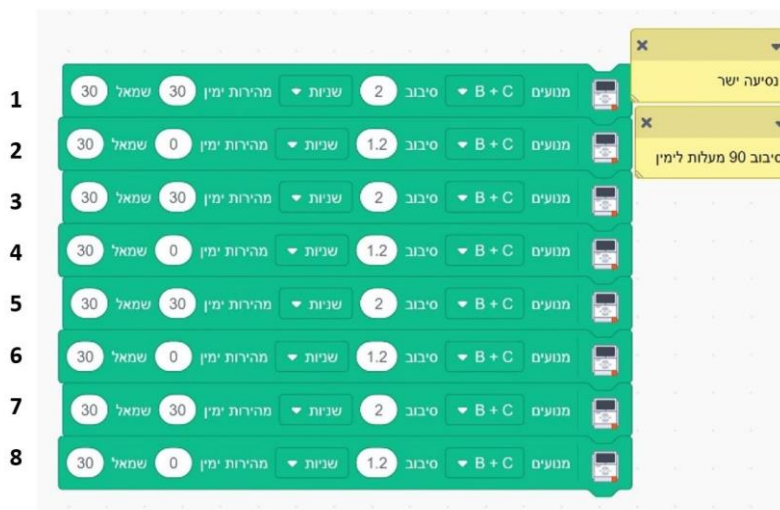 נסיעה ישר
1 מנועים B + C סיבוב 2 שניות מהירות ימין 30 שמאל 30
סיבוב 90 מעלות לימין
2 מנועים B + C סיבוב 1.2 שניות מהירות ימין 0 שמאל 30
3 מנועים B + C סיבוב 2 שניות מהירות ימין 30 שמאל 30
4 מנועים B + C סיבוב 1.2 שניות מהירות ימין 0 שמאל 30
5 מנועים B + C סיבוב 2 שניות מהירות ימין 30 שמאל 30
6 מנועים B + C סיבוב 1.2 שניות מהירות ימין 0 שמאל 30
7 מנועים B + C סיבוב 2 שניות מהירות ימין 30 שמאל 30
8 מנועים B + C סיבוב 1.2 שניות מהירות ימין 0 שמאל 30